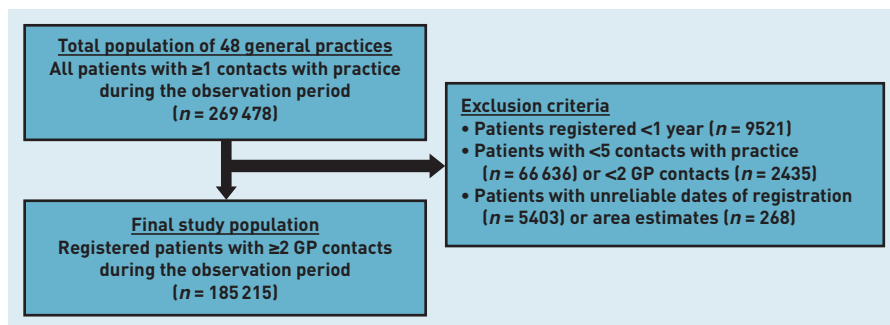 Total population of 48 general practices
All patients with ≥1 contacts with practice
during the observation period
(n = 269 478)
Exclusion criteria
• Patients registered <1 year (n = 9521)
• Patients with <5 contacts with practice
(n = 66 636) or <2 GP contacts (n = 2435)
• Patients with unreliable dates of registration
(n = 5403) or area estimates (n = 268)
Final study population
Registered patients with ≥2 GP contacts
during the observation period
(n = 185 215)